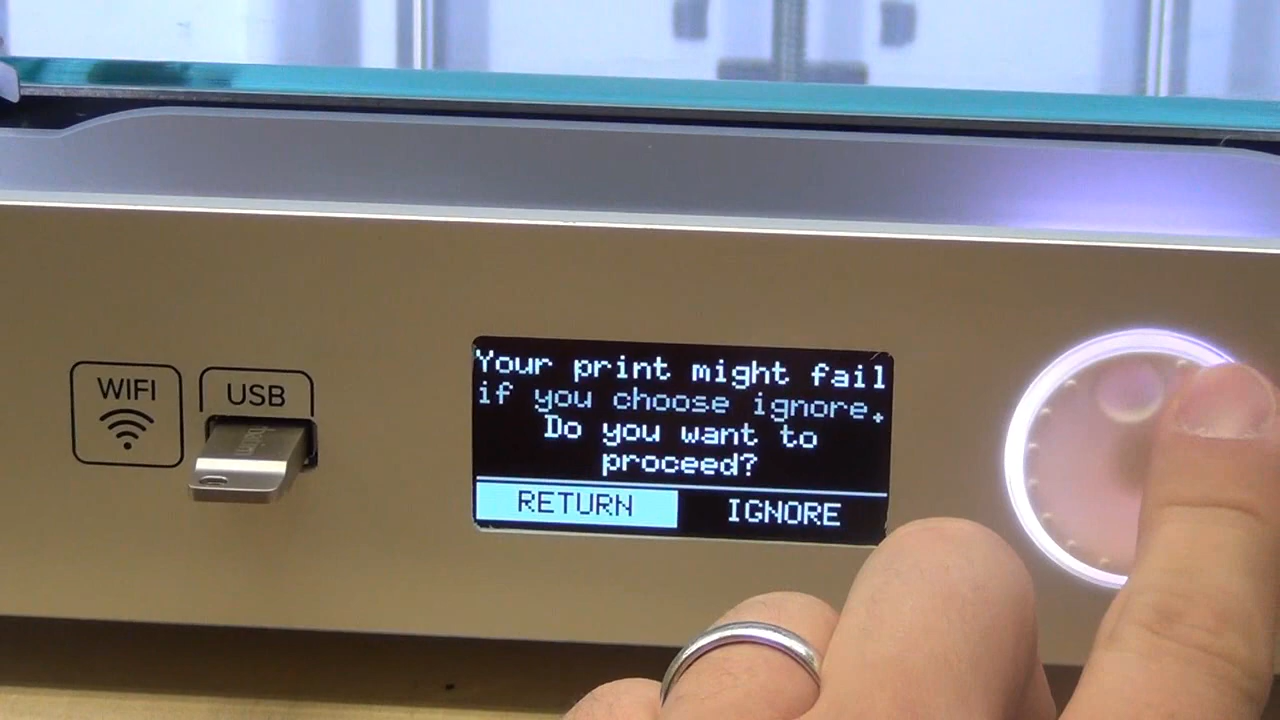 WIFI
USB
Your print might fail
if you choose ignore.
Do you want to
proceed?
RETURN
IGNORE